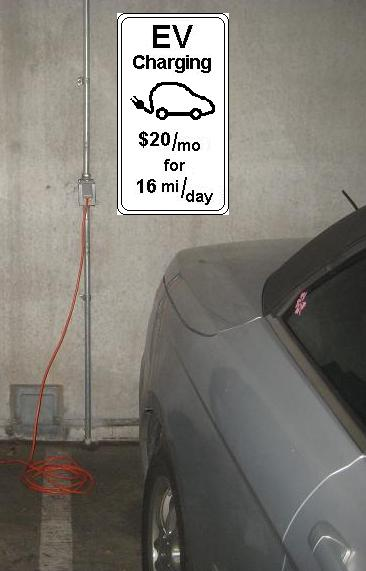 EV
Charging
$20/mo
for
16 mi/day